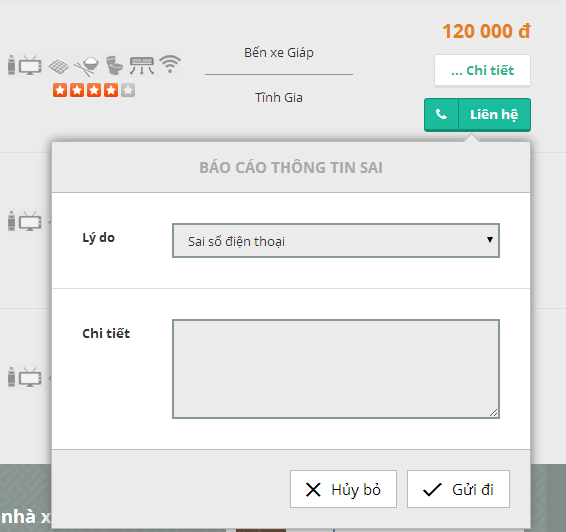 120 000 đ
Bến xe Giáp
... Chi tiết
Tĩnh Gia
Liên hệ
BÁO CÁO THÔNG TIN SAI
Lý do
Sai số điện thoại
Chi tiết
Hủy bỏ
Gửi đi
nhà x